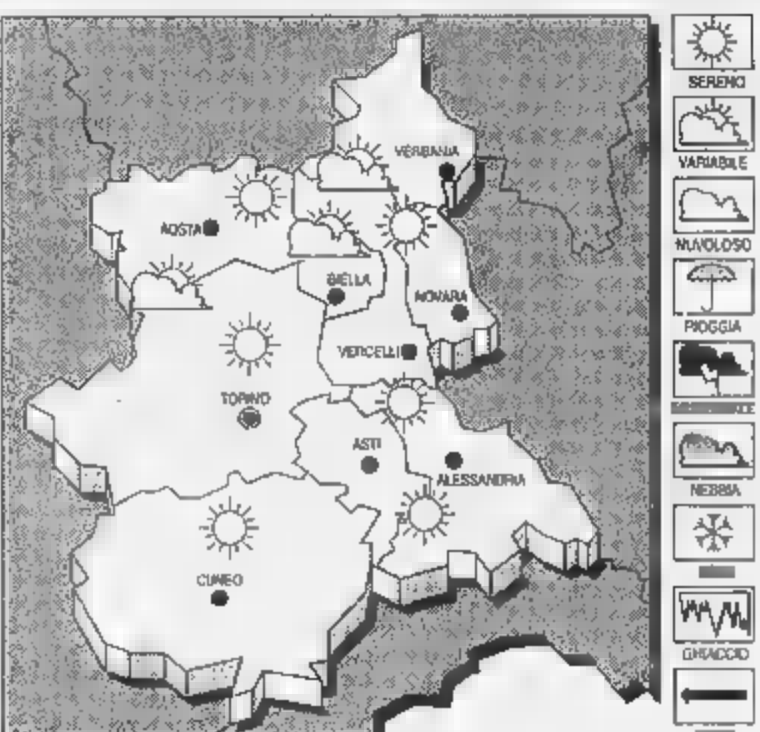 SERENO
VARIABILE
NUVOLOSO
PIOGGIA
NEBBIA
GHIACCIO
VERBANIA
AOSTA
BIELLA
NOVARA
VERCELLI
TORINO
ASTI
ALESSANDRIA
CUNEO